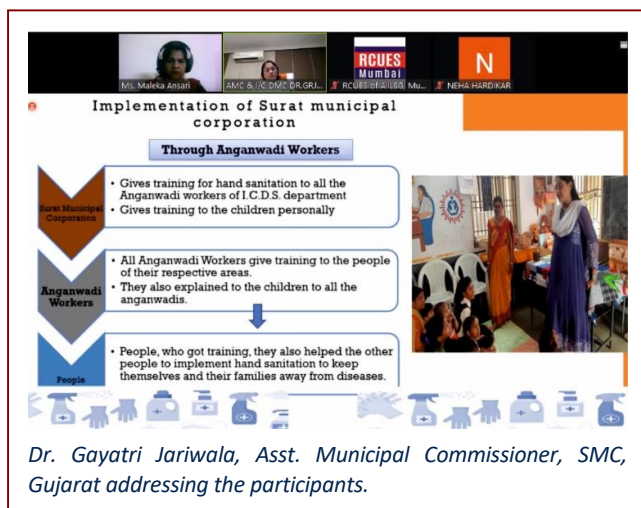 Ms. Maleka Ansari
AMC & I/C DMC DR.GRJ...
RCUES
Mumbai
RCUES of AIILSG, Mu...
N
NEHA HARDIKAR
Implementation of Surat municipal
corporation
Through Anganwadi Workers
Surat Municipal
Corporation
• Gives training for hand sanitation to all the
Anganwadi workers of I.C.D.S. department
• Gives training to the children personally
Anganwadi
Workers
• All Anganwadi Workers give training to the people
of their respective areas.
• They also explained to the children to all the
anganwadis.
People
• People, who got training, they also helped the other
people to implement hand sanitation to keep
themselves and their families away from diseases.
Dr. Gayatri Jariwala, Asst. Municipal Commissioner, SMC,
Gujarat addressing the participants.